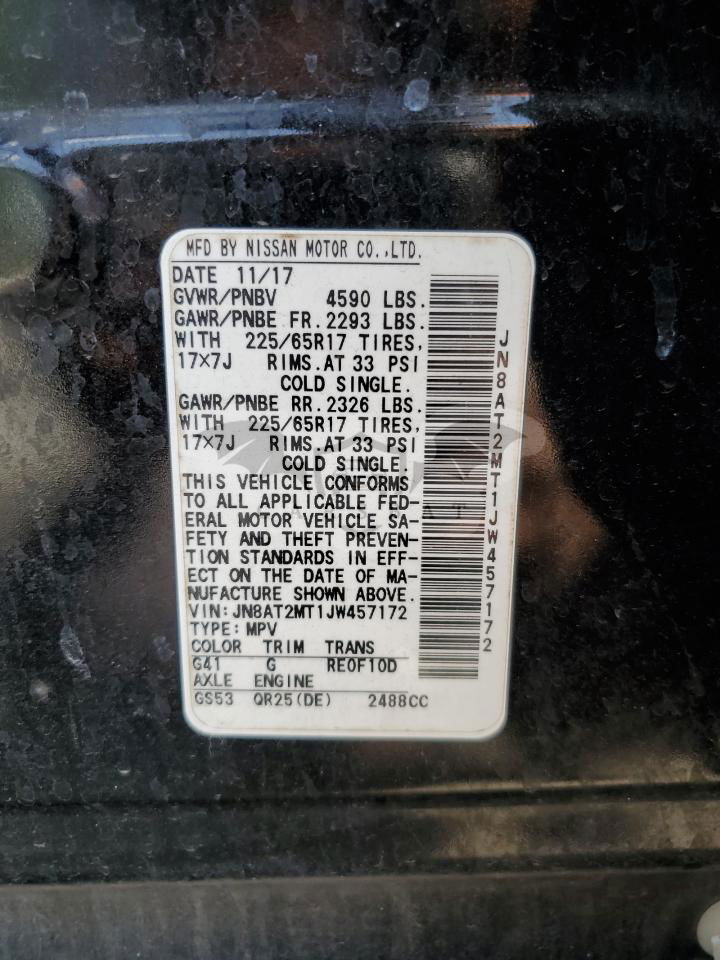 MFD BY NISSAN MOTOR CO.,LTD.
DATE 11/17
GVWR/PNBV 4590 LBS.
GAWR/PNBE FR. 2293 LBS.
WITH 225/65R17 TIRES,
17×7J RIMS.AT 33 PSI
COLD SINGLE.
GAWR/PNBE RR. 2326 LBS.
WITH 225/65R17 TIRES,
17×7J RIMS.AT 33 PSI
COLD SINGLE.
THIS VEHICLE CONFORMS
TO ALL APPLICABLE FED-
ERAL MOTOR VEHICLE SA-
FETY AND THEFT PREVEN-
TION STANDARDS IN EFF-
ECT ON THE DATE OF MA-
NUFACTURE SHOWN ABOVE.
VIN:JN8AT2MT1JW457172
TYPE:MPV
COLOR TRIM TRANS
G41 G RE0F10D
AXLE ENGINE
GS53 QR25(DE) 2488CC
JN8AT2MT1JW457172